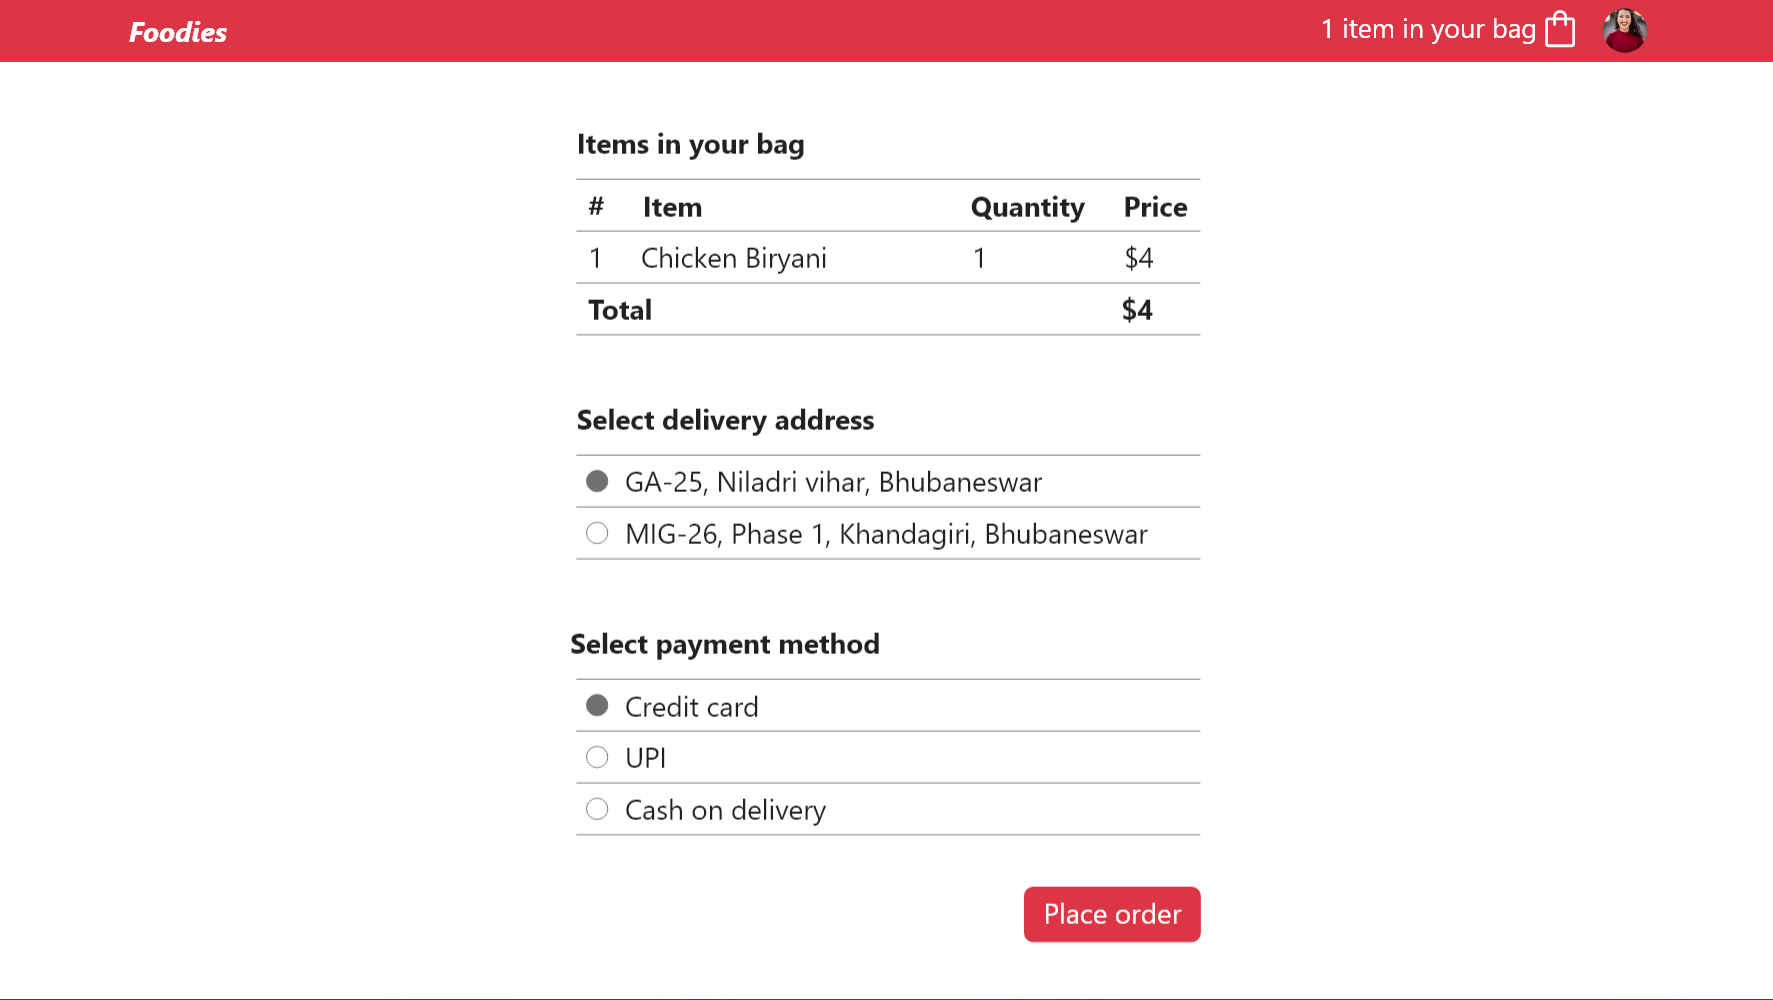 Foodies
1 item in your bag
Items in your bag
# Item Quantity Price
1 Chicken Biryani 1 $4
Total $4
Select delivery address
GA-25, Niladri vihar, Bhubaneswar
MIG-26, Phase 1, Khandagiri, Bhubaneswar
Select payment method
Credit card
UPI
Cash on delivery
Place order